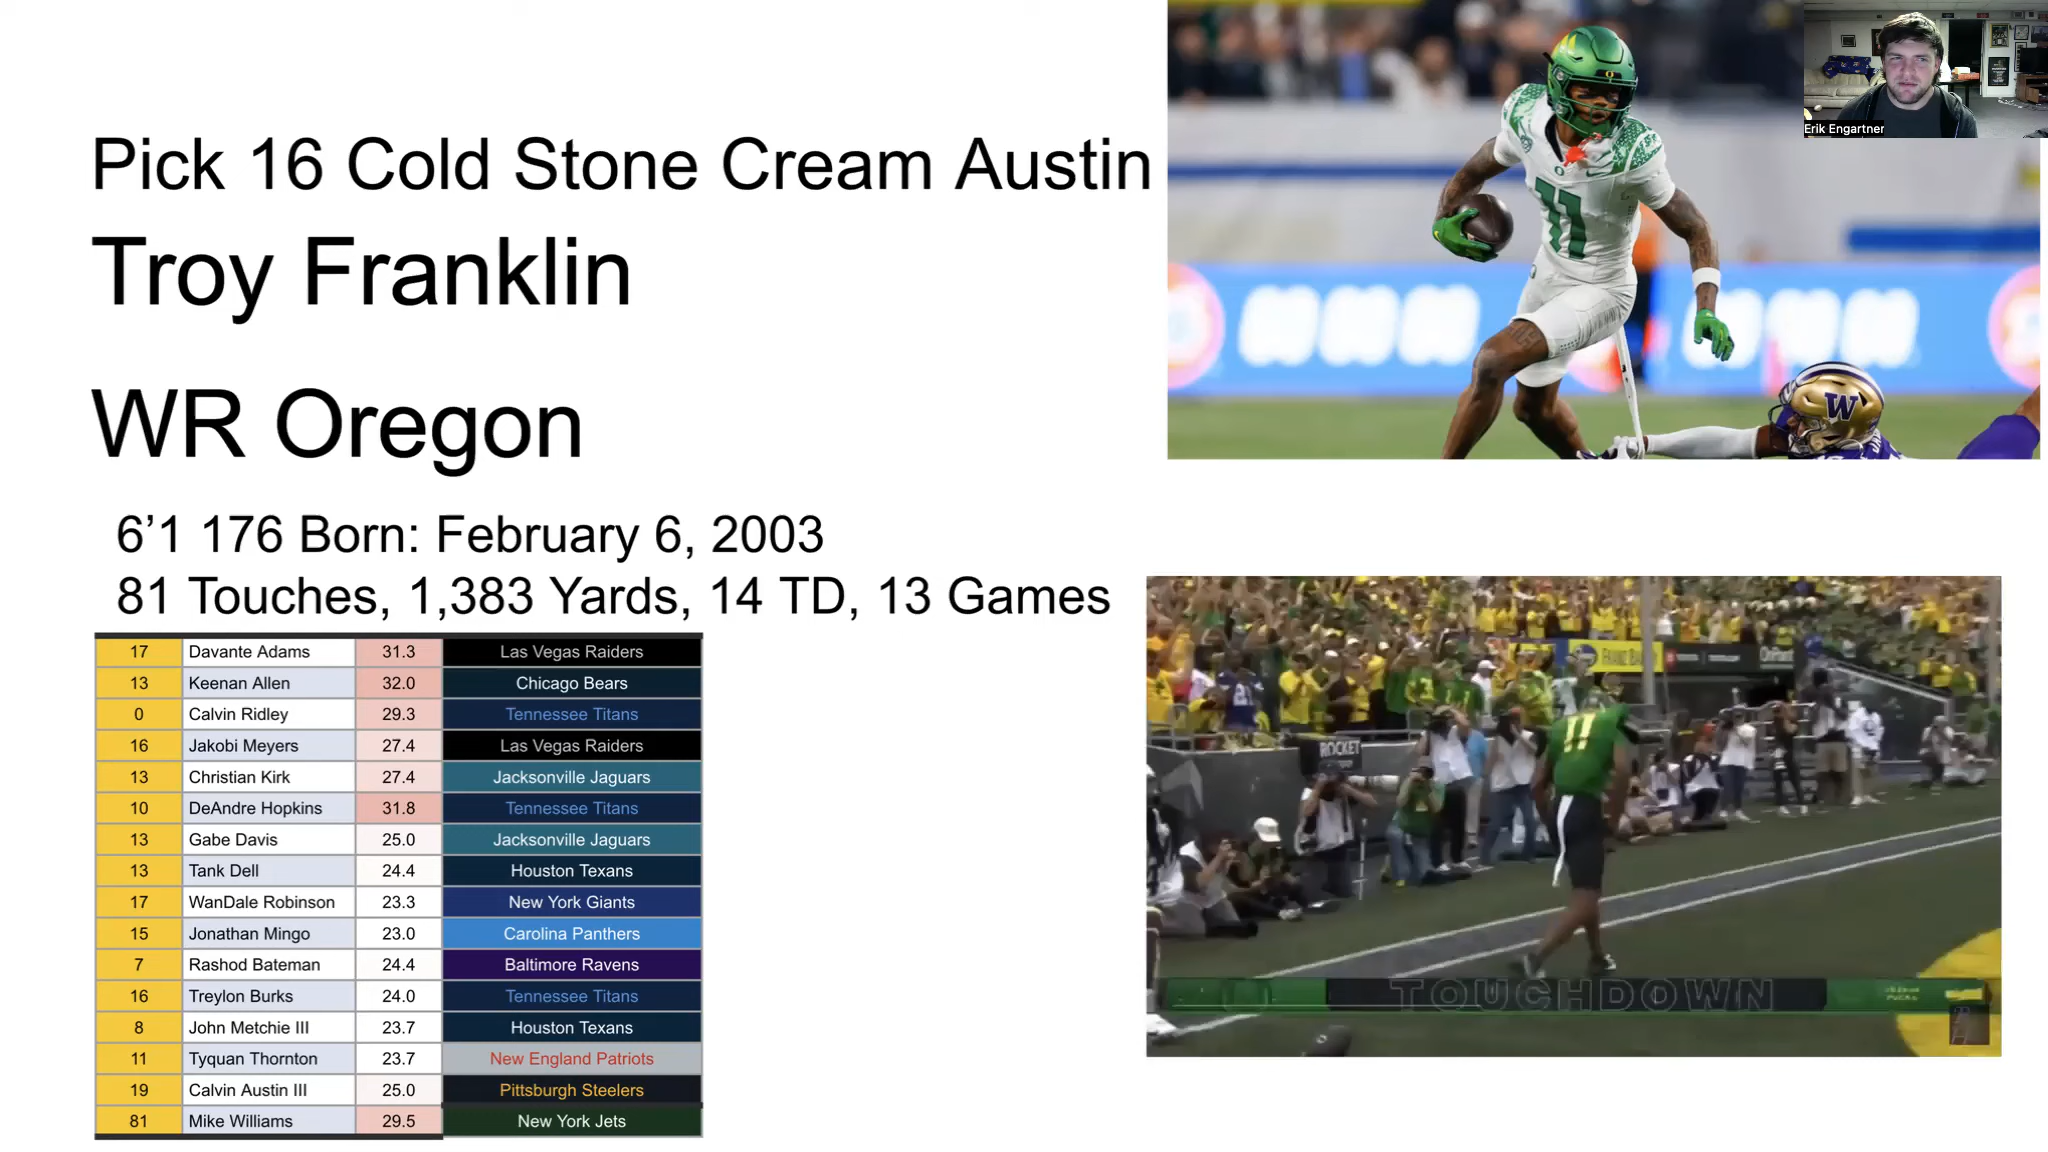 Pick 16 Cold Stone Cream Austin
Troy Franklin
WR Oregon
6’1 176 Born: February 6, 2003
81 Touches, 1,383 Yards, 14 TD, 13 Games
17 Davante Adams 31.3 Las Vegas Raiders
13 Keenan Allen 32.0 Chicago Bears
0 Calvin Ridley 29.3 Tennessee Titans
16 Jakobi Meyers 27.4 Las Vegas Raiders
13 Christian Kirk 27.4 Jacksonville Jaguars
10 DeAndre Hopkins 31.8 Tennessee Titans
13 Gabe Davis 25.0 Jacksonville Jaguars
13 Tank Dell 24.4 Houston Texans
17 WanDale Robinson 23.3 New York Giants
15 Jonathan Mingo 23.0 Carolina Panthers
7 Rashod Bateman 24.4 Baltimore Ravens
16 Treylon Burks 24.0 Tennessee Titans
8 John Metchie III 23.7 Houston Texans
11 Tyquan Thornton 23.7 New England Patriots
19 Calvin Austin III 25.0 Pittsburgh Steelers
81 Mike Williams 29.5 New York Jets
11
W
Erik Engartner
ROCKET
11
TOUCHDOWN